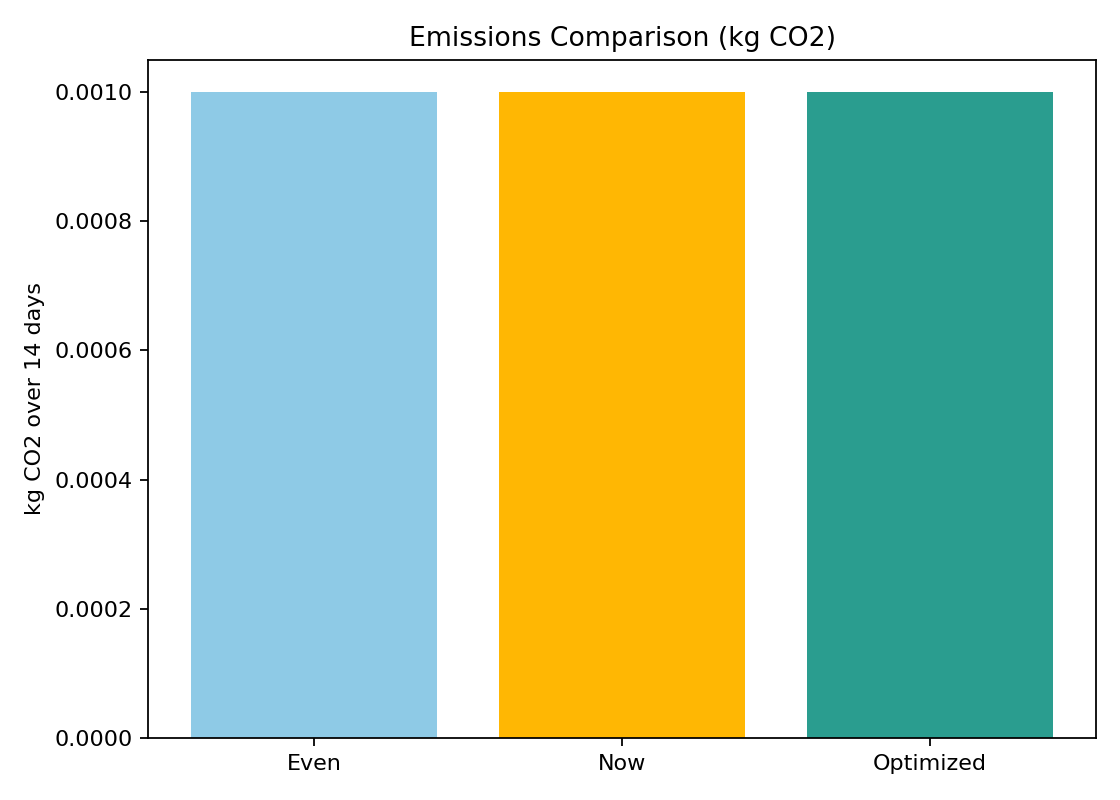 Emissions Comparison (kg CO2)
kg CO2 over 14 days
0.0010
0.0008
0.0006
0.0004
0.0002
0.0000
Even Now Optimized